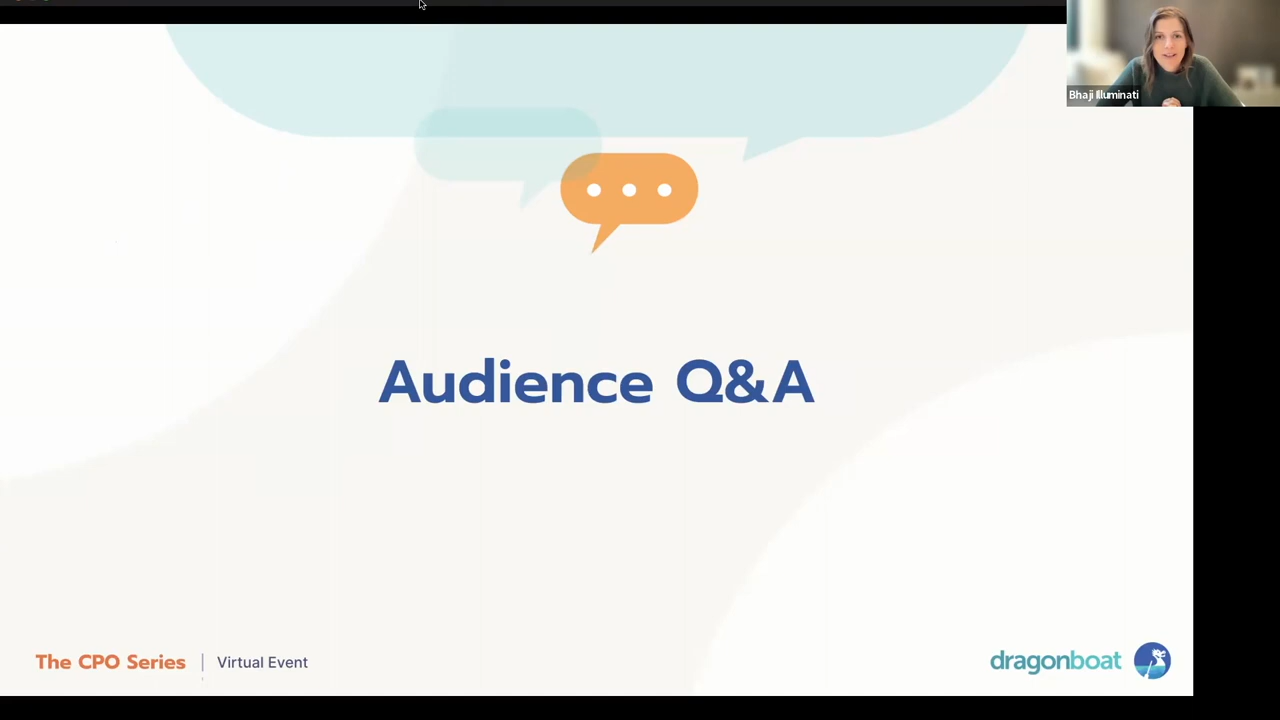 Bhaji Illuminati
Audience Q&A
The CPO Series | Virtual Event
dragonboat